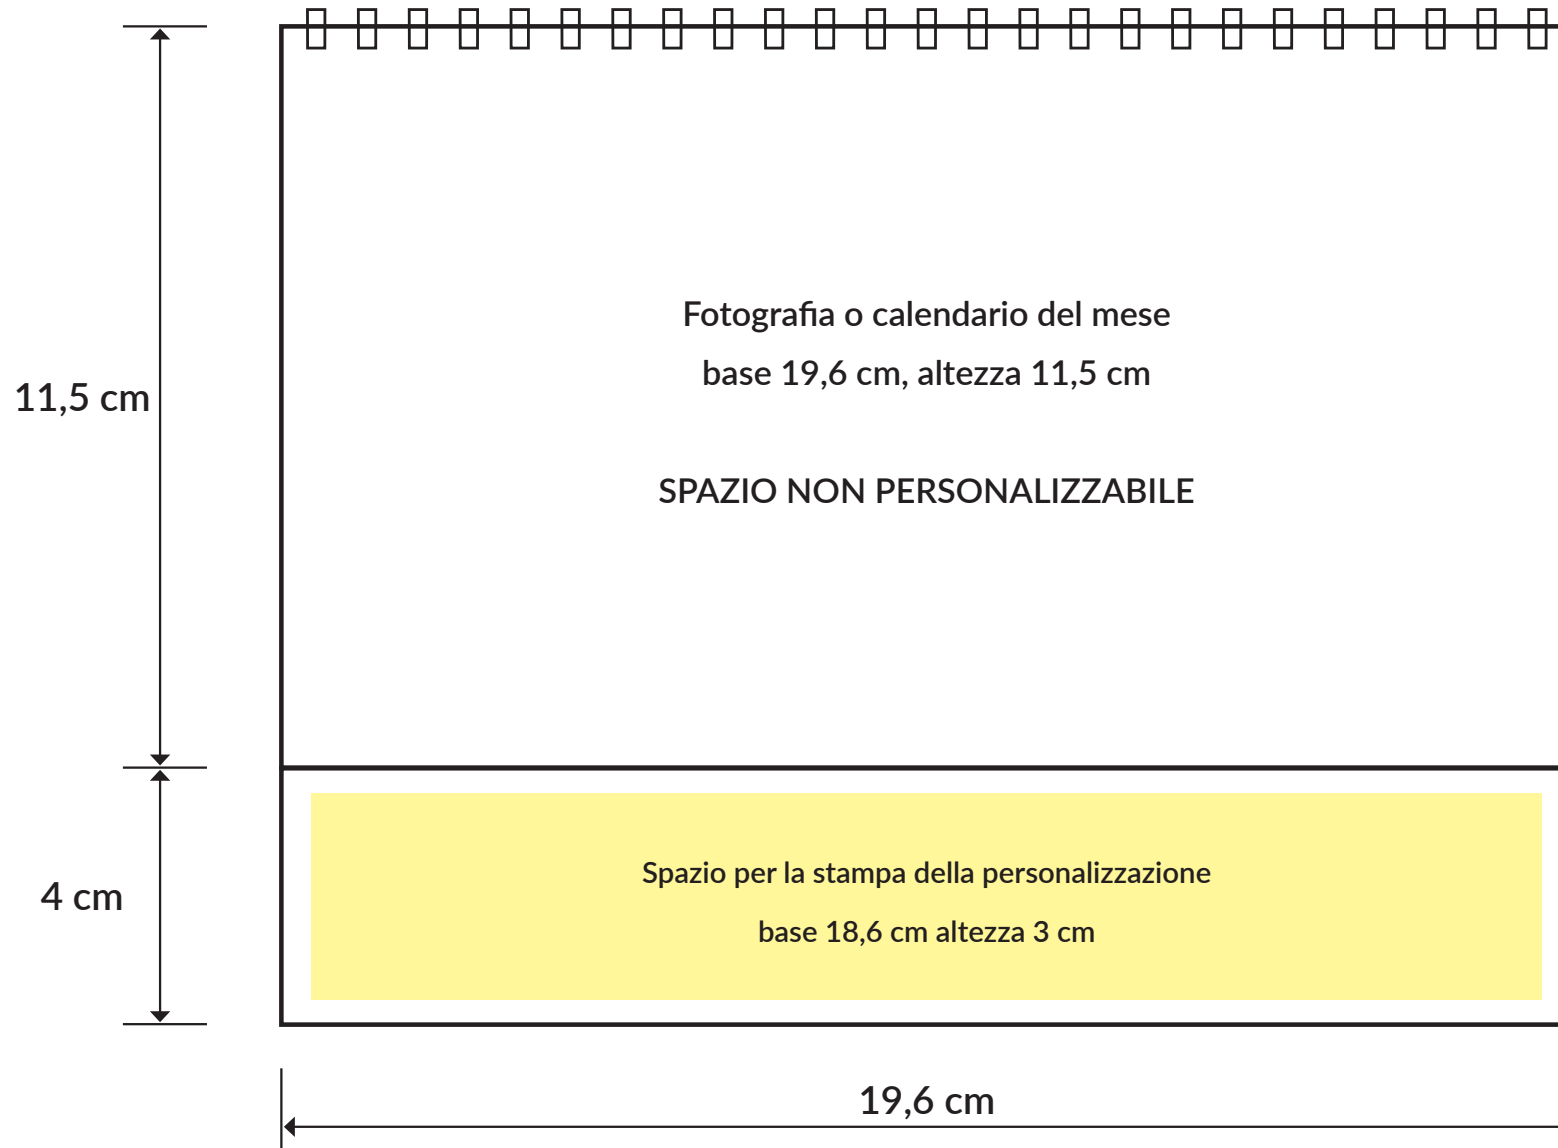 Fotografia o calendario del mese
base 19,6 cm, altezza 11,5 cm
11,5 cm
SPAZIO NON PERSONALIZZABILE
Spazio per la stampa della personalizzazione
4 cm
base 18,6 cm altezza 3 cm
19,6 cm